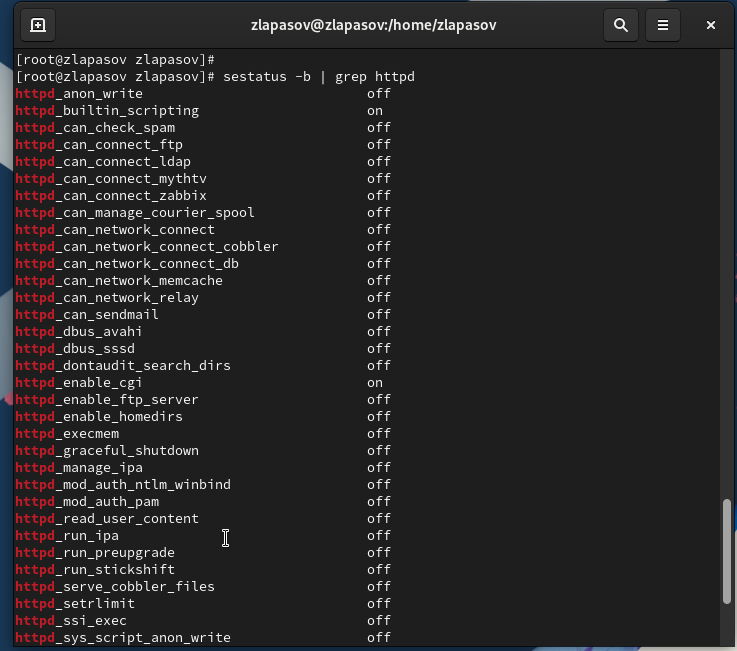 zlapasov@zlapasov:/home/zlapasov
[root@zlapasov zlapasov]#
[root@zlapasov zlapasov]# sestatus -b | grep httpd
httpd_anon_write off
httpd_builtin_scripting on
httpd_can_check_spam off
httpd_can_connect_ftp off
httpd_can_connect_ldap off
httpd_can_connect_mythtv off
httpd_can_connect_zabbix off
httpd_can_manage_courier_spool off
httpd_can_network_connect off
httpd_can_network_connect_cobbler off
httpd_can_network_connect_db off
httpd_can_network_memcache off
httpd_can_network_relay off
httpd_can_sendmail off
httpd_dbus_avahi off
httpd_dbus_sssd off
httpd_dontaudit_search_dirs off
httpd_enable_cgi on
httpd_enable_ftp_server off
httpd_enable_homedirs off
httpd_execmem off
httpd_graceful_shutdown off
httpd_manage_ipa off
httpd_mod_auth_ntlm_winbind off
httpd_mod_auth_pam off
httpd_read_user_content off
httpd_run_ipa off
httpd_run_preupgrade off
httpd_run_stickshift off
httpd_serve_cobbler_files off
httpd_setrlimit off
httpd_ssi_exec off
httpd_sys_script_anon_write off